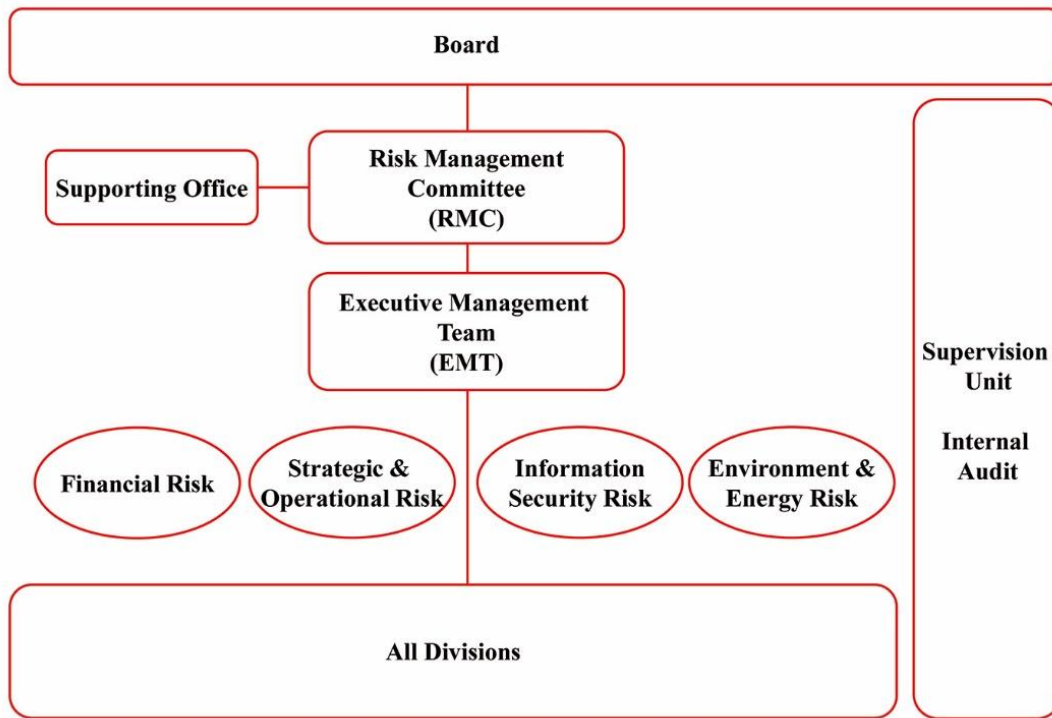 Board
Risk Management
Committee
(RMC)
Supporting Office
Executive Management
Team
(EMT)
Financial Risk
Strategic &
Operational Risk
Information
Security Risk
Environment &
Energy Risk
Supervision
Unit
Internal
Audit
All Divisions